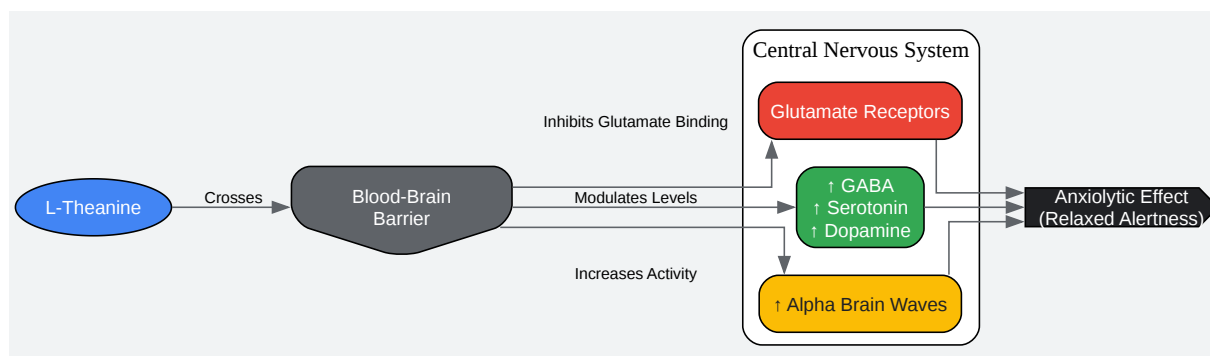 Central Nervous System
Inhibits Glutamate Binding
Glutamate Receptors
L-Theanine
Crosses
Blood-Brain
Barrier
Modulates Levels
↑ GABA
↑ Serotonin
↑ Dopamine
Anxiolytic Effect
(Relaxed Alertness)
Increases Activity
↑ Alpha Brain Waves